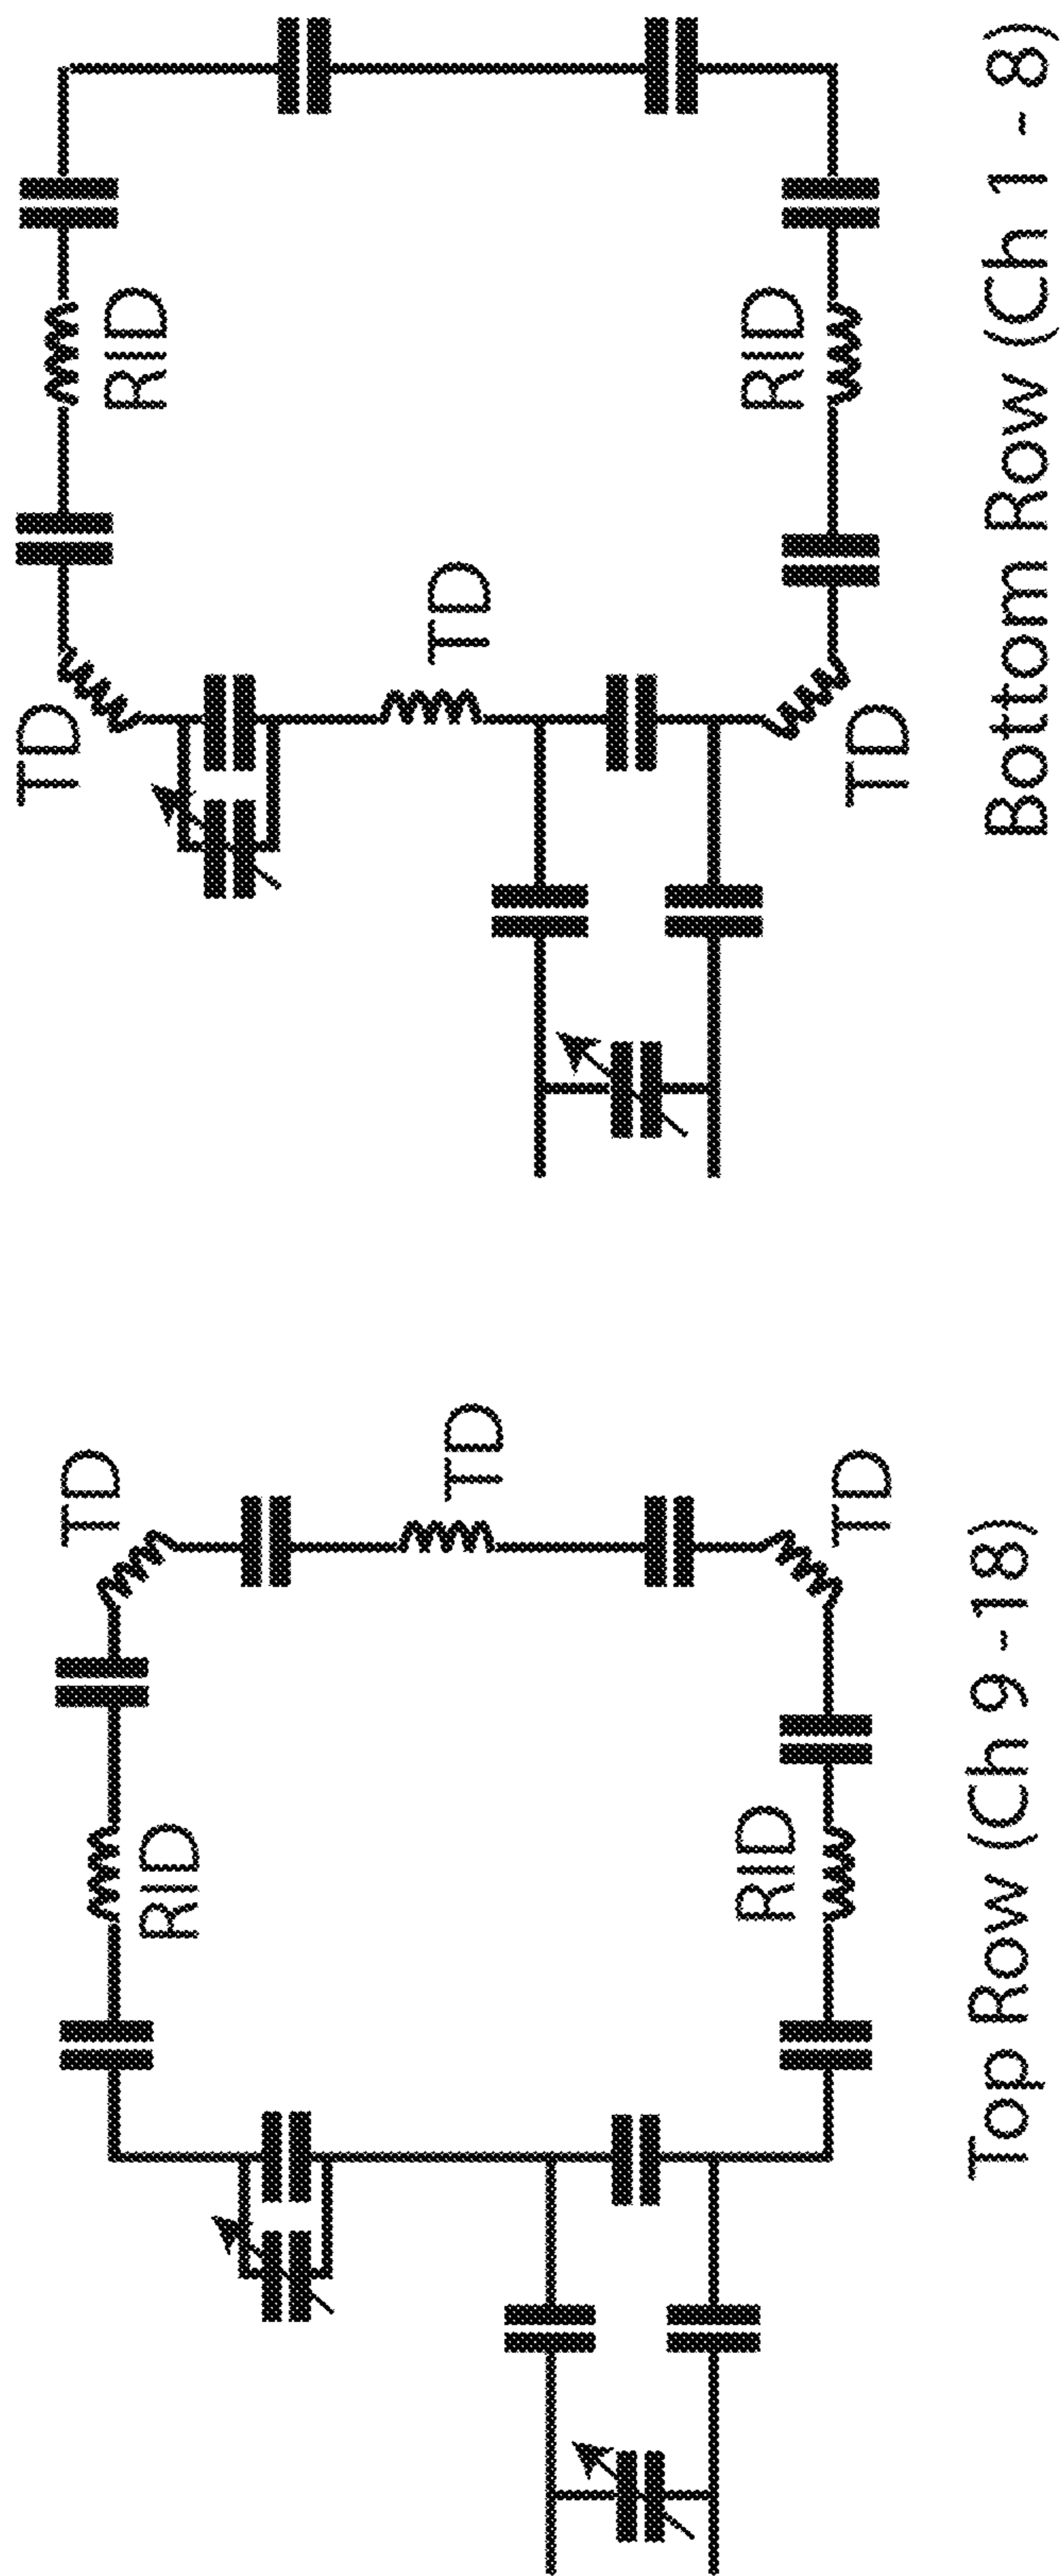 TD
TD
TD
RID
RID
Top Row (Ch 9 - 18)
TD
TD
TD
RID
RID
Bottom Row (Ch 1 - 8)